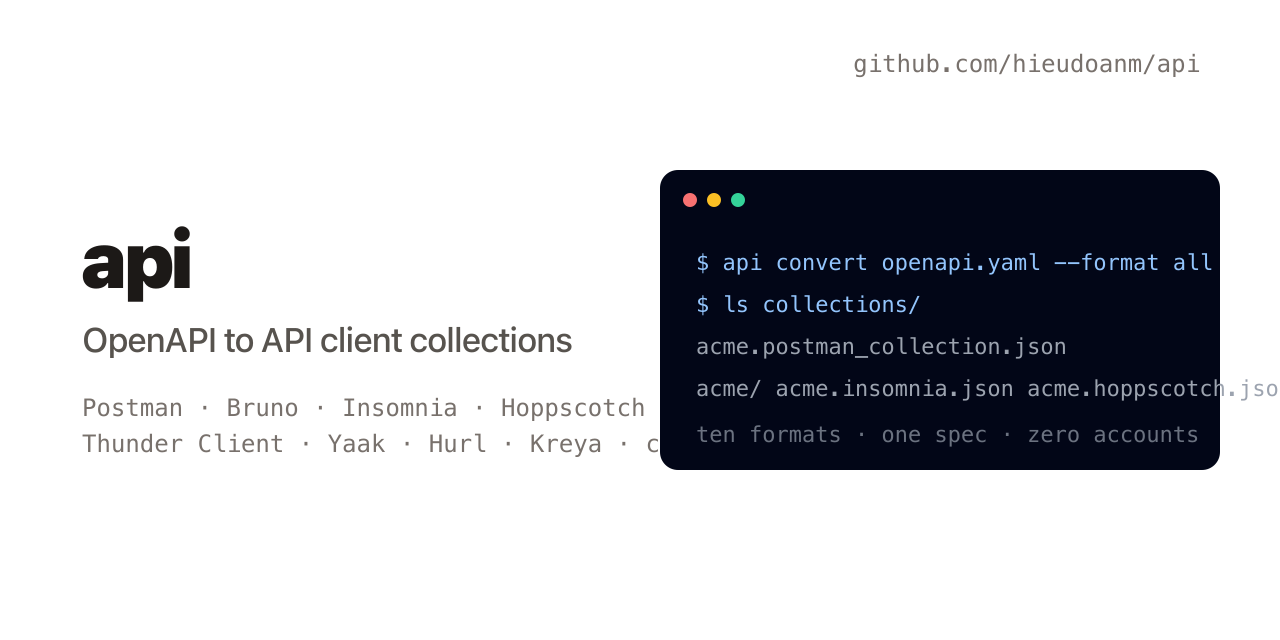 github.com/hieudoanm/api
api
OpenAPI to API client collections
Postman · Bruno · Insomnia · Hoppscotch
Thunder Client · Yaak · Hurl · Kreya · c
$ api convert openapi.yaml --format all
$ ls collections/
acme.postman_collection.json
acme/ acme.insomnia.json acme.hoppscotch.jso
ten formats · one spec · zero accounts